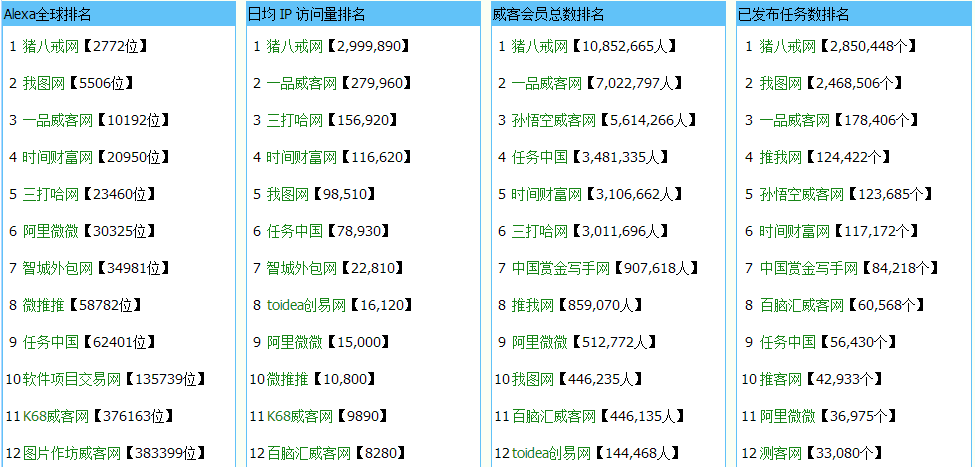 Alexa全球排名
1 猪八戒网【2772位】
2 我图网【5506位】
3 一品威客网【10192位】
4 时间财富网【20950位】
5 三打哈网【23460位】
6 阿里微微【30325位】
7 智城外包网【34981位】
8 微推推【58782位】
9 任务中国【62401位】
10 软件项目交易网【135739位】
11 K68威客网【376163位】
12 图片作坊威客网【383399位】
日均 IP 访问量排名
1 猪八戒网【2,999,890】
2 一品威客网【279,960】
3 三打哈网【156,920】
4 时间财富网【116,620】
5 我图网【98,510】
6 任务中国【78,930】
7 智城外包网【22,810】
8 toidea创易网【16,120】
9 阿里微微【15,000】
10 微推推【10,800】
11 K68威客网【9890】
12 百脑汇威客网【8280】
威客会员总数排名
1 猪八戒网【10,852,665人】
2 一品威客网【7,022,797人】
3 孙悟空威客网【5,614,266人】
4 任务中国【3,481,335人】
5 时间财富网【3,106,662人】
6 三打哈网【3,011,696人】
7 中国赏金写手网【907,618人】
8 推我网【859,070人】
9 阿里微微【512,772人】
10 我图网【446,235人】
11 百脑汇威客网【446,135人】
12 toidea创易网【144,468人】
已发布任务数排名
1 猪八戒网【2,850,448个】
2 我图网【2,468,506个】
3 一品威客网【178,406个】
4 推我网【124,422个】
5 孙悟空威客网【123,685个】
6 时间财富网【117,172个】
7 中国赏金写手网【84,218个】
8 百脑汇威客网【60,568个】
9 任务中国【56,430个】
10 推客网【42,933个】
11 阿里微微【36,975个】
12 测客网【33,080个】